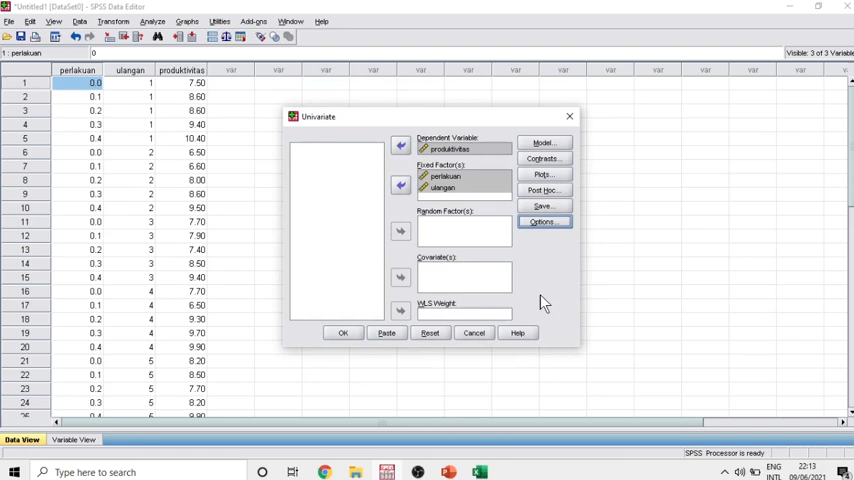 *Untitled1 [DataSet0] - SPSS Data Editor
File Edit View Data Transform Analyze Graphs Utilities Add-ons Window Help
1 : perlakuan 0 Visible: 3 of 3 Variable
perlakuan ulangan produktivitas var var var var var var var var var var var var var
1 0.0 1 7.50
2 0.1 1 8.60
3 0.2 1 8.60
4 0.3 1 9.40
5 0.4 1 10.40
6 0.0 2 6.50
7 0.1 2 6.60
8 0.2 2 8.00
9 0.3 2 8.60
10 0.4 2 9.50
11 0.0 3 7.70
12 0.1 3 7.90
13 0.2 3 7.40
14 0.3 3 8.50
15 0.4 3 9.40
16 0.0 4 7.70
17 0.1 4 6.50
18 0.2 4 9.30
19 0.3 4 9.70
20 0.4 4 9.90
21 0.0 5 8.20
22 0.1 5 8.50
23 0.2 5 7.70
24 0.3 5 8.20
25 0.4 5 9.90
Univariate
Dependent Variable:
produktivitas
Fixed Factor(s):
perlakuan
ulangan
Random Factor(s):
Covariate(s):
WLS Weight:
Model...
Contrasts...
Plots...
Post Hoc...
Save...
Options...
OK Paste Reset Cancel Help
Data View Variable View
SPSS Processor is ready
Type here to search
ENG
INTL
22:13
09/06/2021